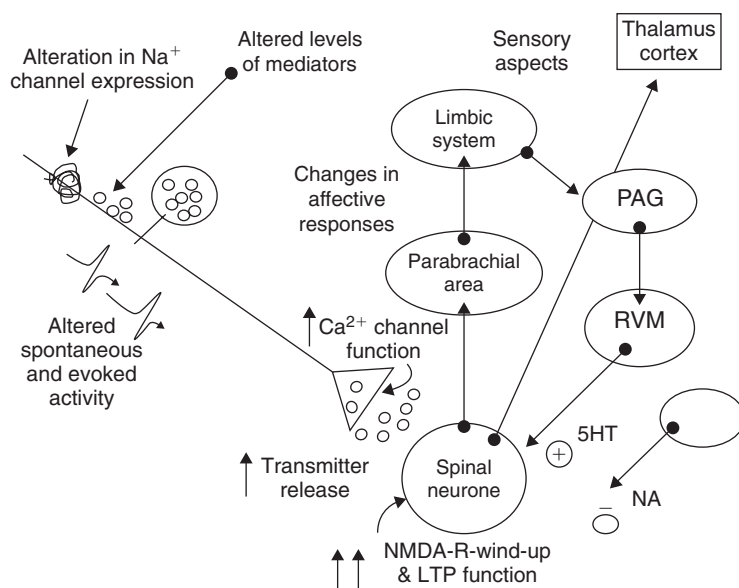 Alteration in Na⁺
channel expression
Altered levels
of mediators
Sensory
aspects
Thalamus
cortex
Limbic
system
Changes in
affective
responses
PAG
Parabrachial
area
RVM
Altered
spontaneous
and evoked
activity
Ca²⁺ channel
function
5HT
+
Transmitter
release
Spinal
neurone
NA
−
NMDA-R-wind-up
& LTP function